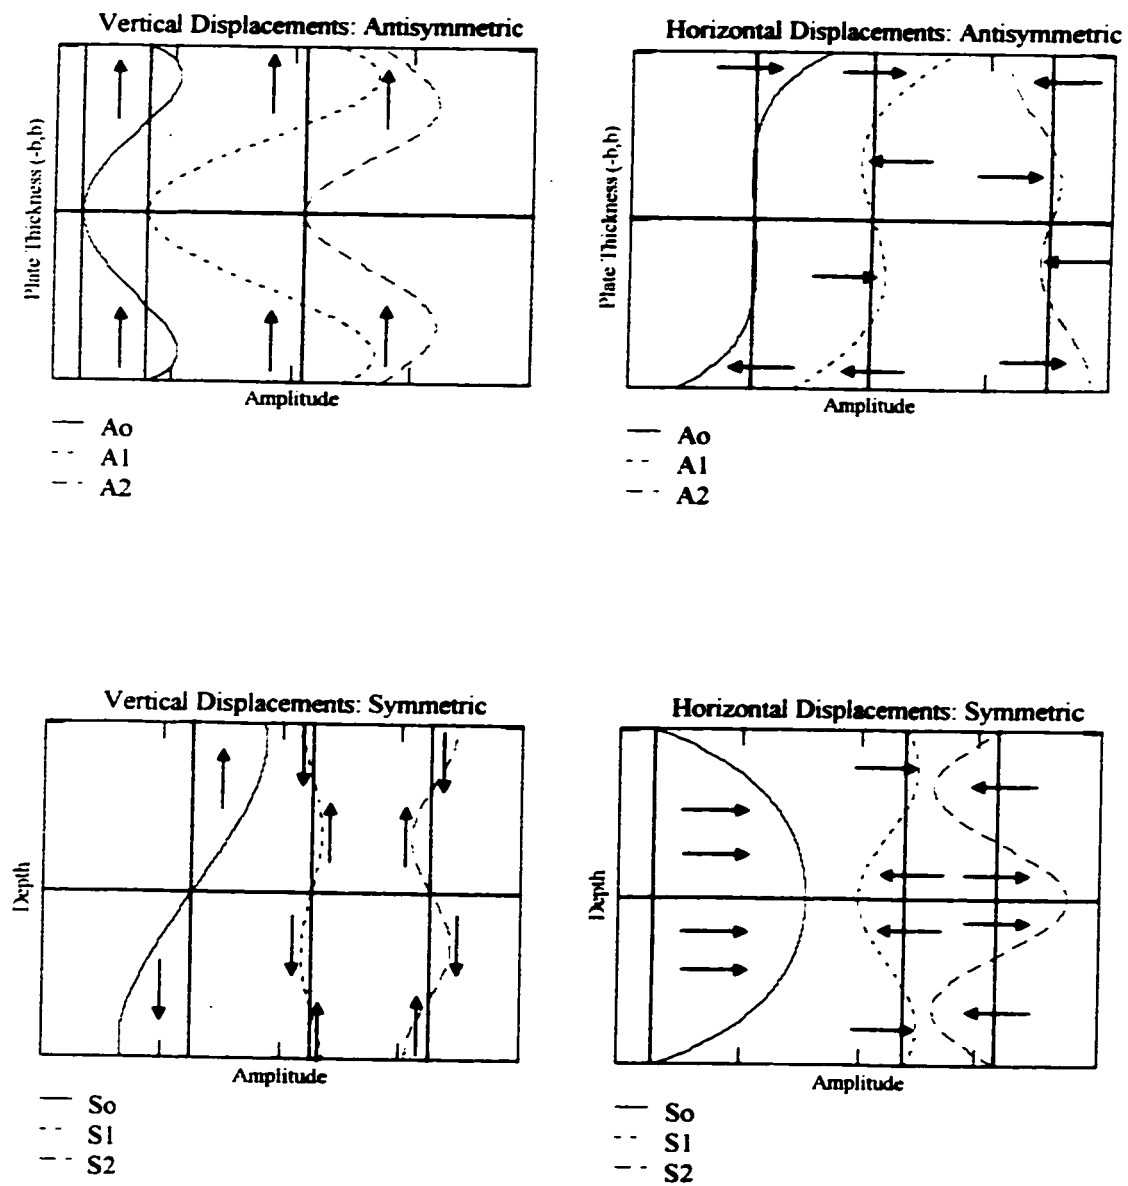 Vertical Displacements: Antisymmetric
Plate Thickness (-b,b)
Amplitude
Ao
A1
A2
Horizontal Displacements: Antisymmetric
Plate Thickness (-b,b)
Amplitude
Ao
A1
A2
Vertical Displacements: Symmetric
Depth
Amplitude
So
S1
S2
Horizontal Displacements: Symmetric
Depth
Amplitude
So
S1
S2